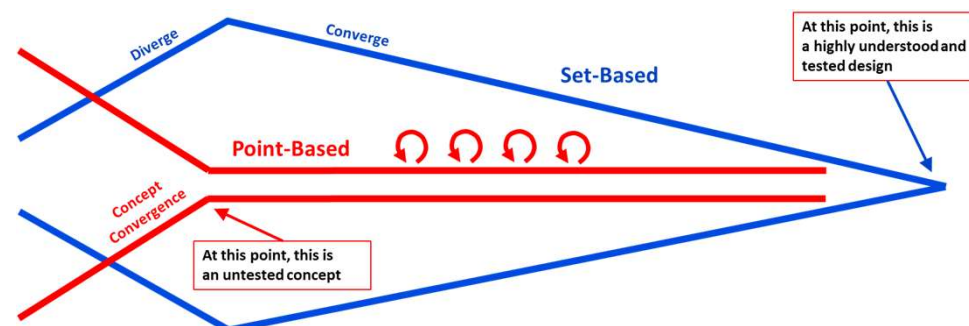 Diverge
Converge
Set-Based
At this point, this is
a highly understood and
tested design
Point-Based
Concept
Convergence
At this point, this is
an untested concept